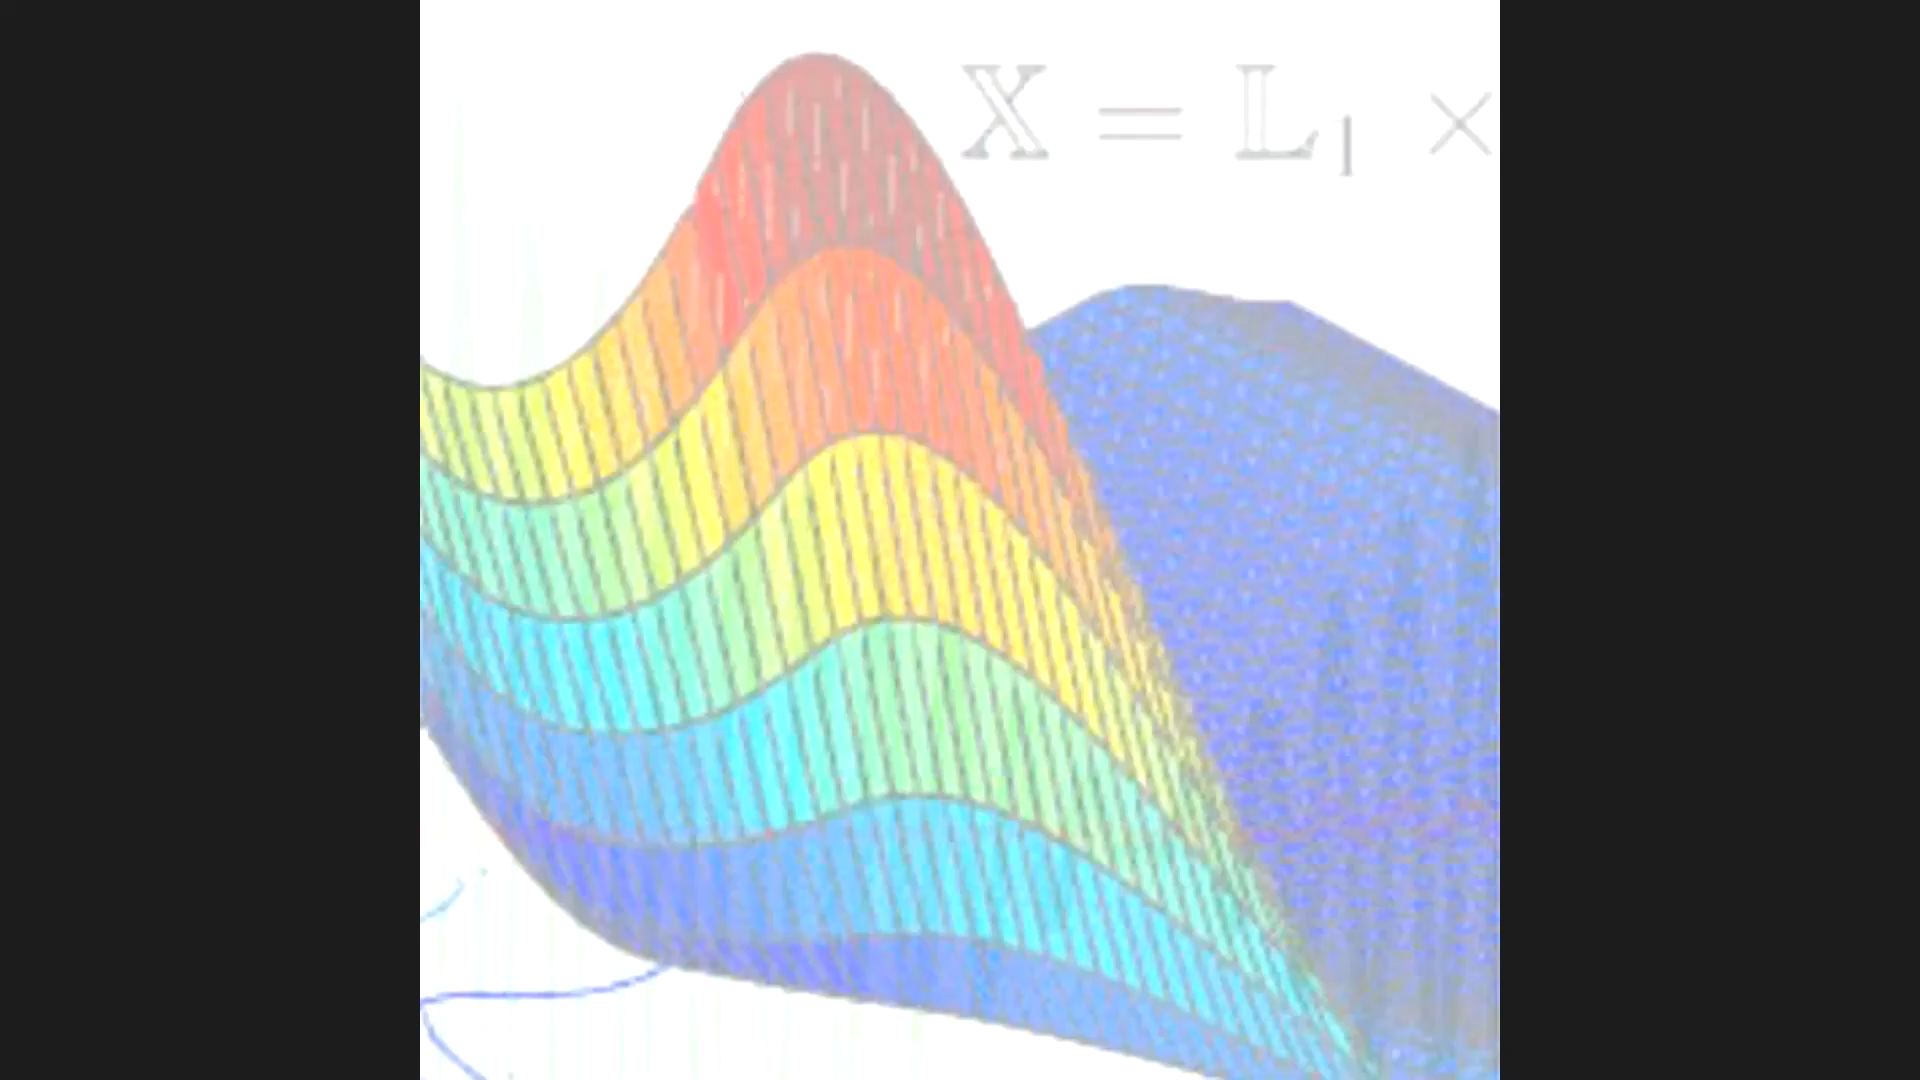 𝕏 = 𝕃₁ ×